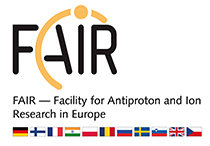 FAIR
FAIR — Facility for Antiproton and Ion
Research in Europe